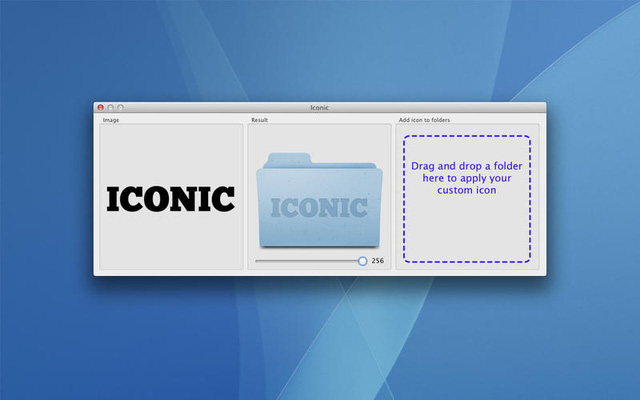 Iconic
Image
Result
Add icon to folders
ICONIC
ICONIC
256
Drag and drop a folder
here to apply your
custom icon